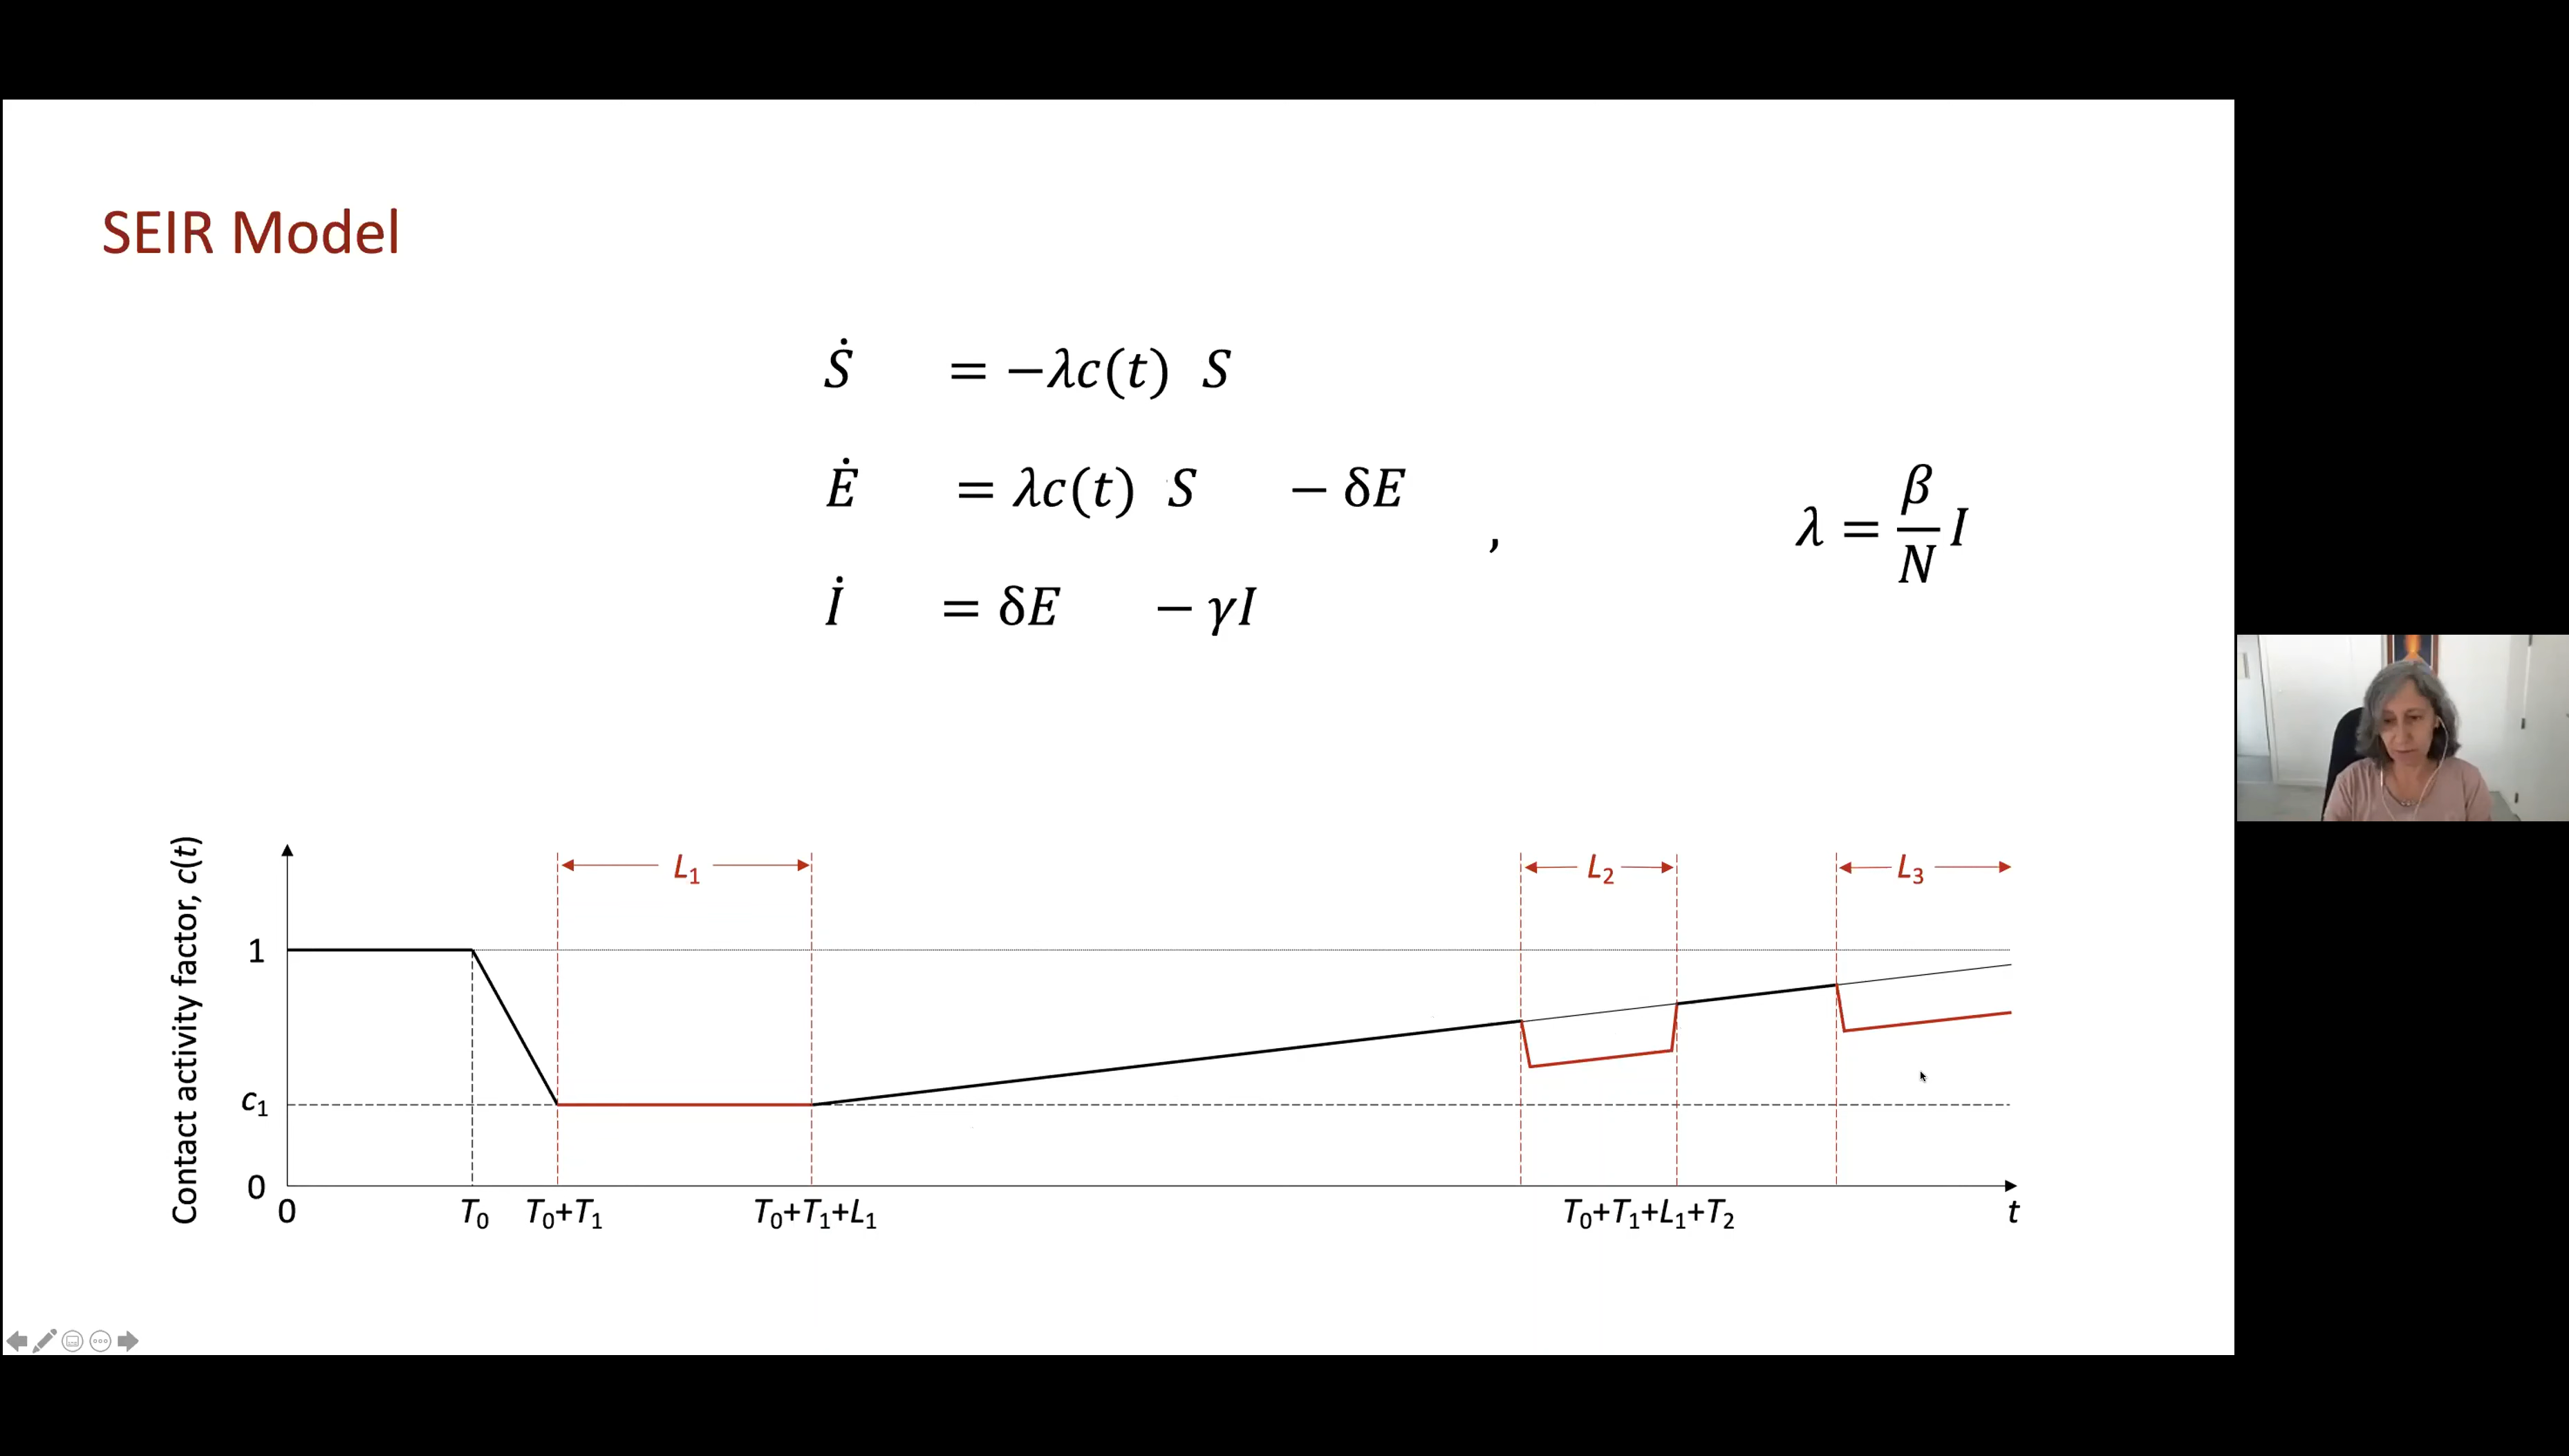 SEIR Model
Ṡ = −λc(t) S
Ė = λc(t) S − δE
,
λ = β/N I
İ = δE − γI
Contact activity factor, c(t)
L₁
L₂
L₃
1
c₁
0
0
T₀
T₀+T₁
T₀+T₁+L₁
T₀+T₁+L₁+T₂
t